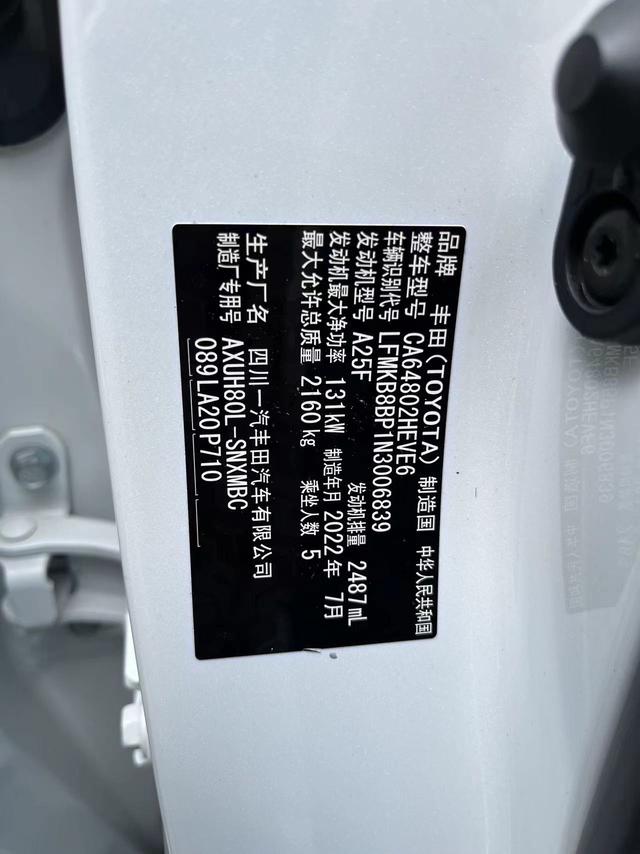 品牌 丰田(TOYOTA) 制造国 中华人民共和国
整车型号 CA64802HEVE6
车辆识别代号 LFMKB8BP1N3006839
发动机型号 A25F 发动机排量 2487mL
发动机最大净功率 131kW 制造年月 2022年 7月
最大允许总质量 2160kg 乘坐人数 5
生产厂名 四川一汽丰田汽车有限公司
制造厂专用号 AXUH80L-SNXMBC
089LA20P710